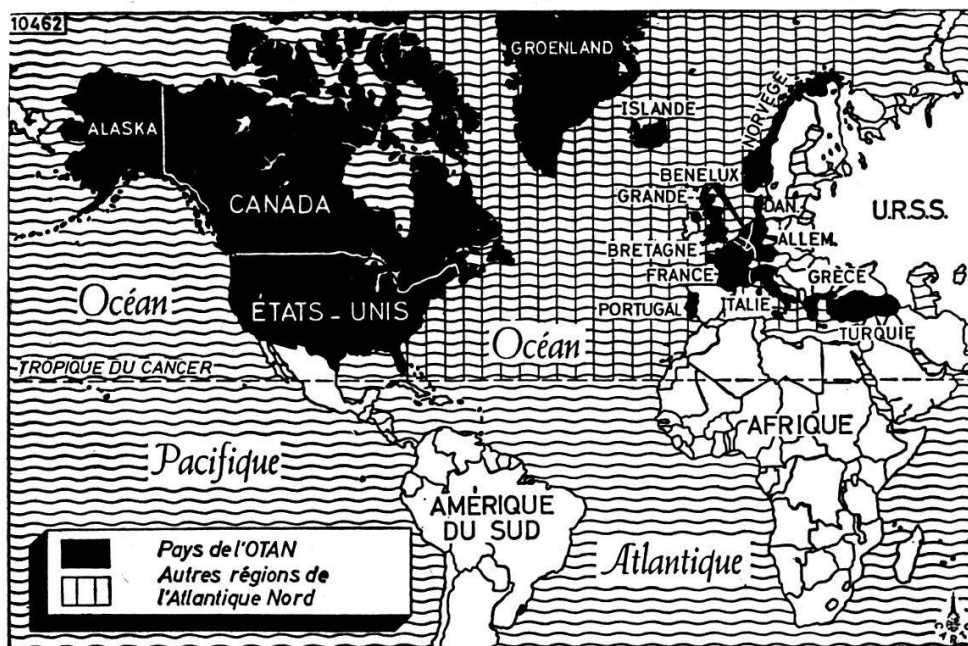 10462
GROENLAND
ISLANDE
NORVÈGE
ALASKA
BENELUX
GRANDE-
CANADA
DAN.
U.R.S.S.
BRETAGNE
ALLEM.
FRANCE
GRÈCE
Océan
ÉTATS-UNIS
PORTUGAL
ITALIE
TURQUIE
Océan
TROPIQUE DU CANCER
AFRIQUE
Pacifique
AMÉRIQUE
DU SUD
Atlantique
Pays de l'OTAN
Autres régions de
l'Atlantique Nord